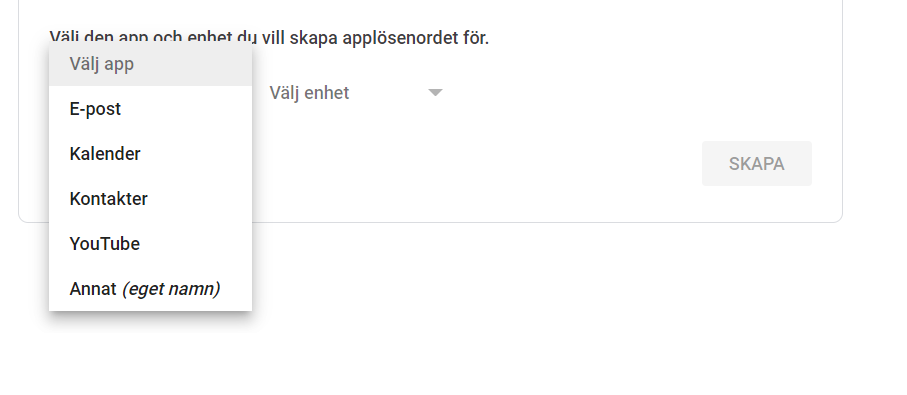 Välj den app och enhet du vill skapa applösenordet för.
Välj app
Välj enhet
E-post
Kalender
SKAPA
Kontakter
YouTube
Annat (eget namn)